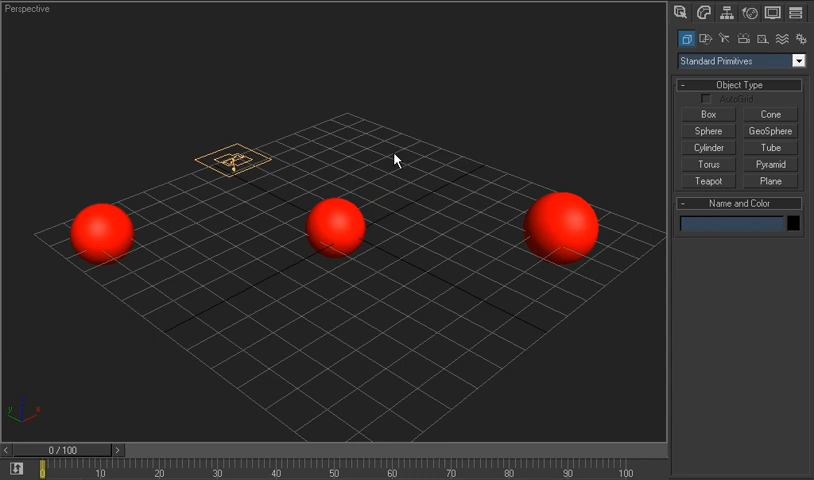 Perspective
Standard Primitives
- Object Type
AutoGrid
Box Cone
Sphere GeoSphere
Cylinder Tube
Torus Pyramid
Teapot Plane
- Name and Color
z
y x
< 0 / 100 >
0 10 20 30 40 50 60 70 80 90 100